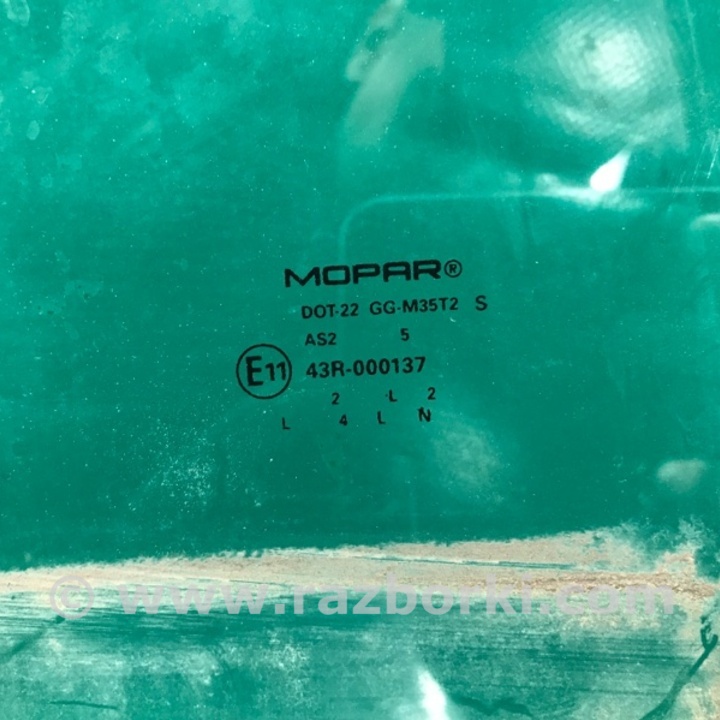 MOPAR®
DOT-22 GG-M35T2 S
AS2 5
E11 43R-000137
2 L 2
L 4 L N
© www.razborki.com